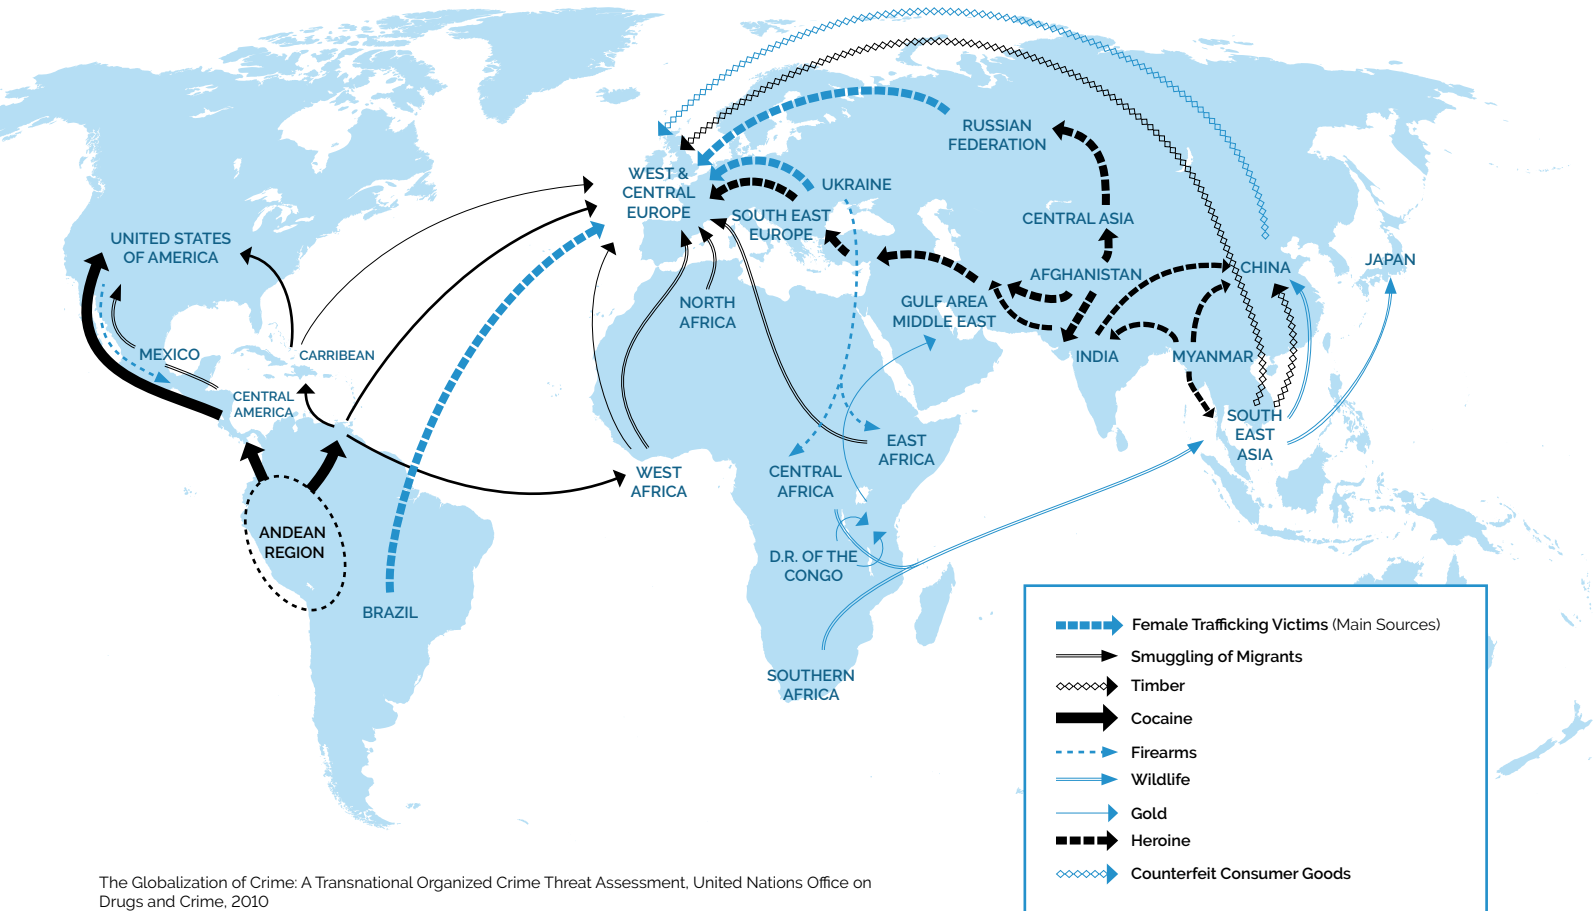 RUSSIAN
FEDERATION
WEST &
CENTRAL
EUROPE
UKRAINE
SOUTH EAST
EUROPE
CENTRAL ASIA
UNITED STATES
OF AMERICA
AFGHANISTAN
CHINA
JAPAN
GULF AREA
MIDDLE EAST
NORTH
AFRICA
MEXICO
CARRIBEAN
INDIA
MYANMAR
CENTRAL
AMERICA
SOUTH
EAST
ASIA
EAST
AFRICA
WEST
AFRICA
CENTRAL
AFRICA
ANDEAN
REGION
D.R. OF THE
CONGO
BRAZIL
SOUTHERN
AFRICA
Female Trafficking Victims (Main Sources)
Smuggling of Migrants
Timber
Cocaine
Firearms
Wildlife
Gold
Heroine
Counterfeit Consumer Goods
The Globalization of Crime: A Transnational Organized Crime Threat Assessment, United Nations Office on
Drugs and Crime, 2010